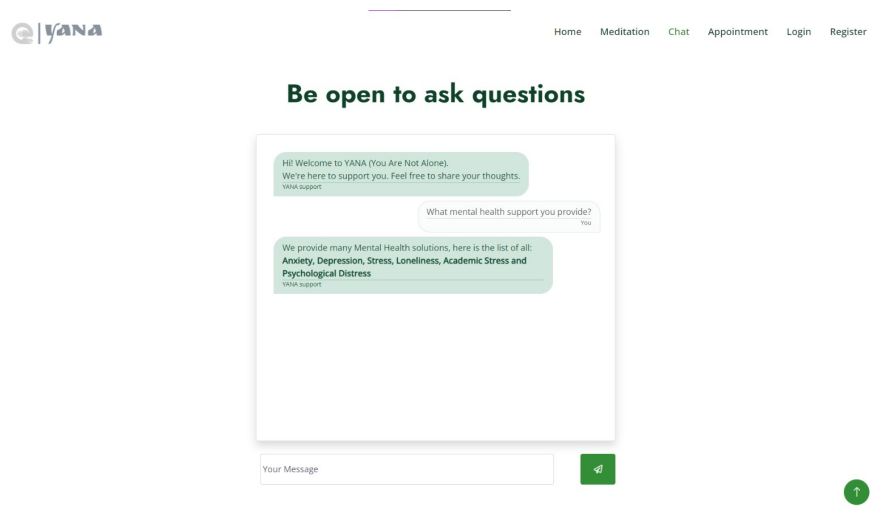 YANA
Home Meditation Chat Appointment Login Register
Be open to ask questions
Hi! Welcome to YANA (You Are Not Alone).
We're here to support you. Feel free to share your thoughts.
YANA support
What mental health support you provide?
You
We provide many Mental Health solutions, here is the list of all:
Anxiety, Depression, Stress, Loneliness, Academic Stress and
Psychological Distress
YANA support
Your Message